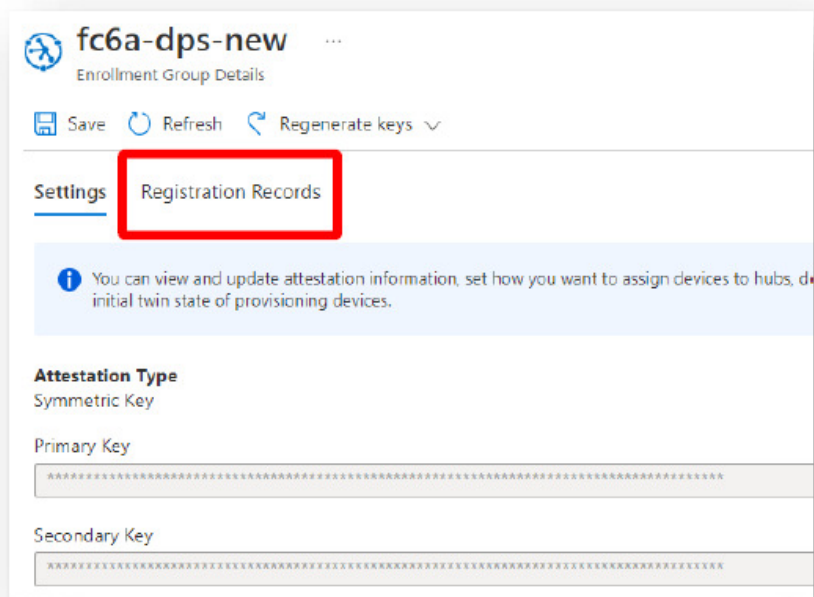 fc6a-dps-new ...
Enrollment Group Details
Save Refresh Regenerate keys
Settings Registration Records
You can view and update attestation information, set how you want to assign devices to hubs,
initial twin state of provisioning devices.
Attestation Type
Symmetric Key
Primary Key
Secondary Key